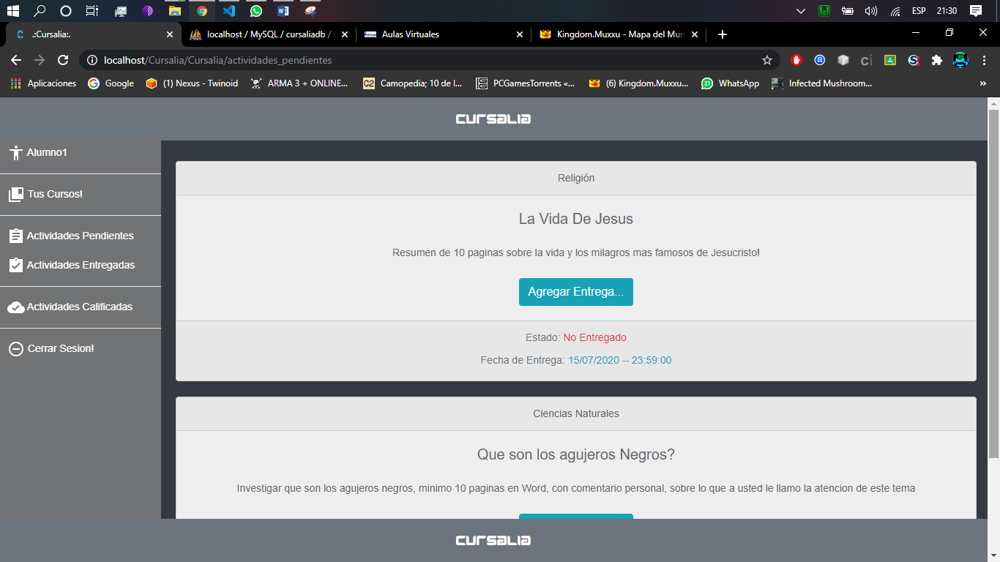 ESP 21:30
.:Cursalia:.
localhost / MySQL / cursaliadb /
Aulas Virtuales
Kingdom.Muxxu - Mapa del Mun
localhost/Cursalia/Cursalia/actividades_pendientes
Aplicaciones
Google
(1) Nexus - Twinoid
ARMA 3 + ONLINE...
Camopedia; 10 de l...
PCGamesTorrents «...
(6) Kingdom.Muxxu...
WhatsApp
Infected Mushroom...
cursalia
Alumno1
Tus Cursos!
Actividades Pendientes
Actividades Entregadas
Actividades Calificadas
Cerrar Sesion!
Religión
La Vida De Jesus
Resumen de 10 paginas sobre la vida y los milagros mas famosos de Jesucristo!
Agregar Entrega...
Estado: No Entregado
Fecha de Entrega: 15/07/2020 -- 23:59:00
Ciencias Naturales
Que son los agujeros Negros?
Investigar que son los agujeros negros, minimo 10 paginas en Word, con comentario personal, sobre lo que a usted le llamo la atencion de este tema
cursalia